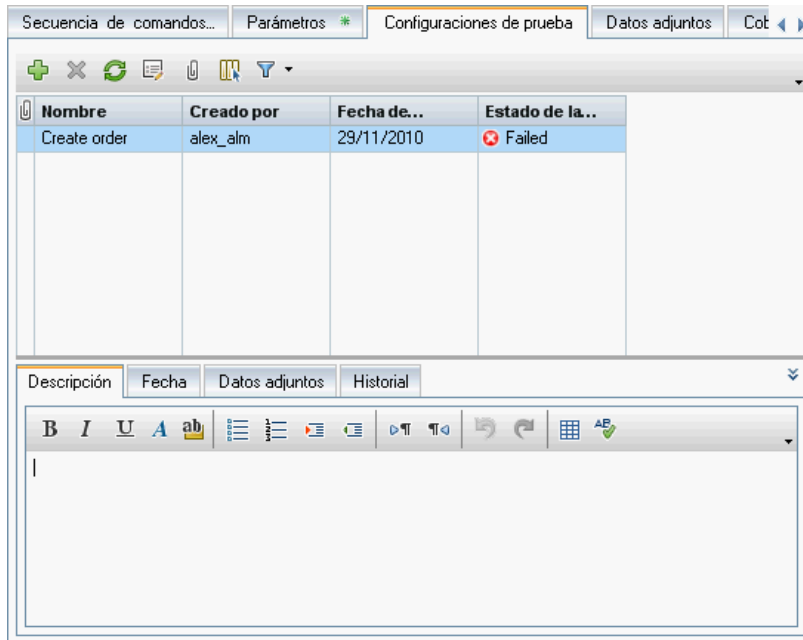 Secuencia de comandos... Parámetros * Configuraciones de prueba Datos adjuntos Cob
Nombre Creado por Fecha de... Estado de la...
Create order alex_alm 29/11/2010 Failed
Descripción Fecha Datos adjuntos Historial
B I U A ab